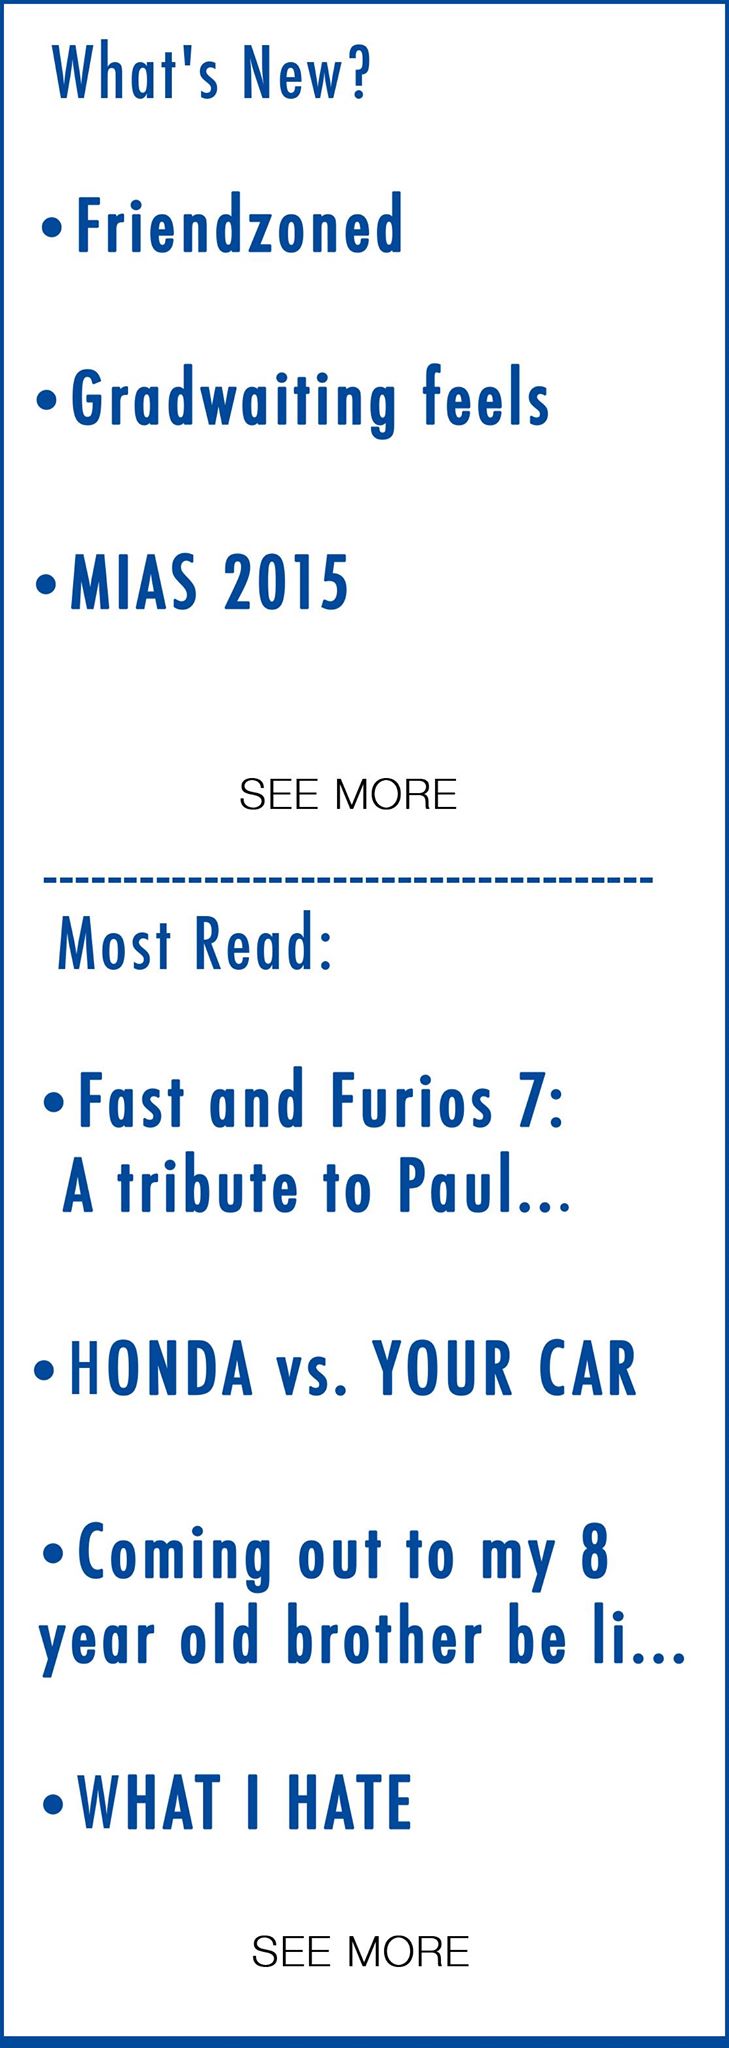 What's New?
•Friendzoned
•Gradwaiting feels
•MIAS 2015
SEE MORE
--------------------------------------
Most Read:
•Fast and Furios 7:
A tribute to Paul...
•HONDA vs. YOUR CAR
•Coming out to my 8
year old brother be li...
•WHAT I HATE
SEE MORE